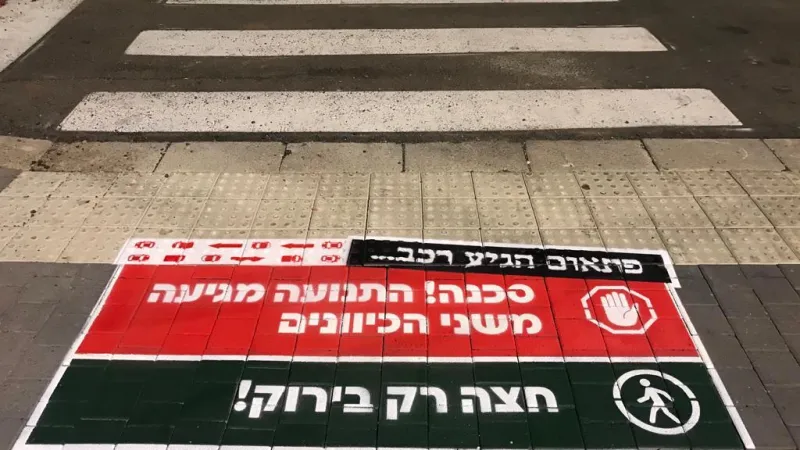 פתאום הגיע רכב...
סכנה! התנועה מגיעה
משני הכיוונים
חצה רק בירוק!